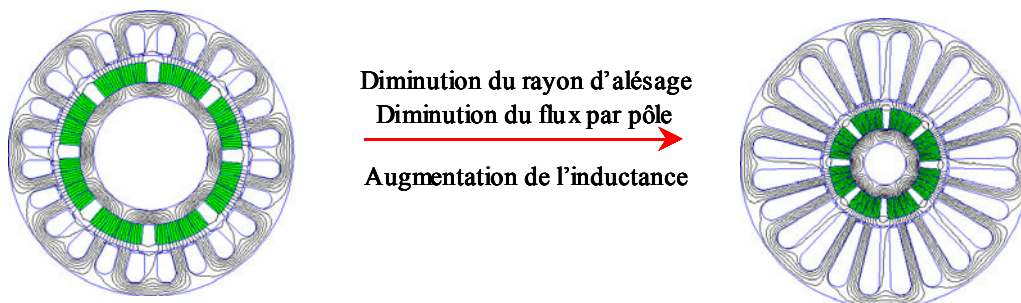 Diminution du rayon d'alésage
Diminution du flux par pôle
Augmentation de l'inductance